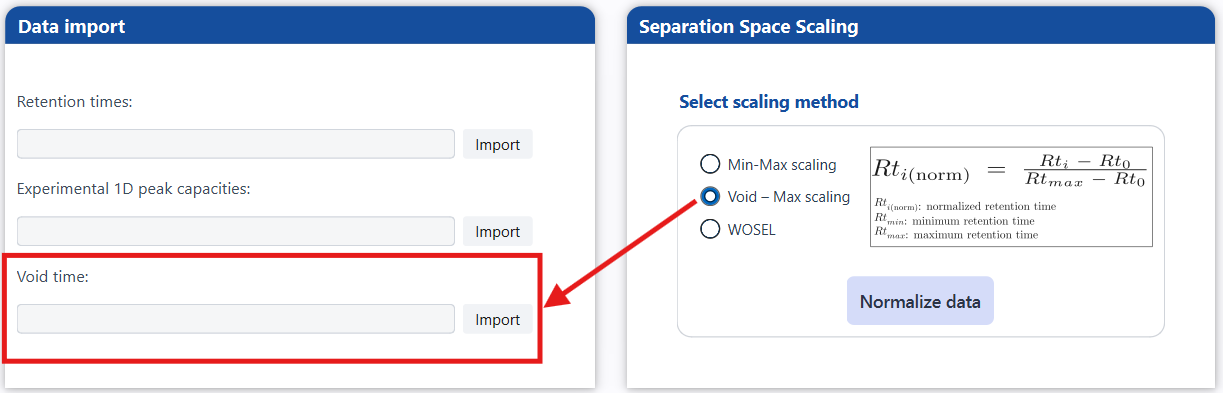 Data import
Retention times:
Import
Experimental 1D peak capacities:
Import
Void time:
Import
Separation Space Scaling
Select scaling method
Min-Max scaling
Void – Max scaling
WOSEL
Rt_{i(norm)} = \frac{Rt_i - Rt_0}{Rt_{max} - Rt_0}
Rt_{i(norm)}: normalized retention time
Rt_{min}: minimum retention time
Rt_{max}: maximum retention time
Normalize data